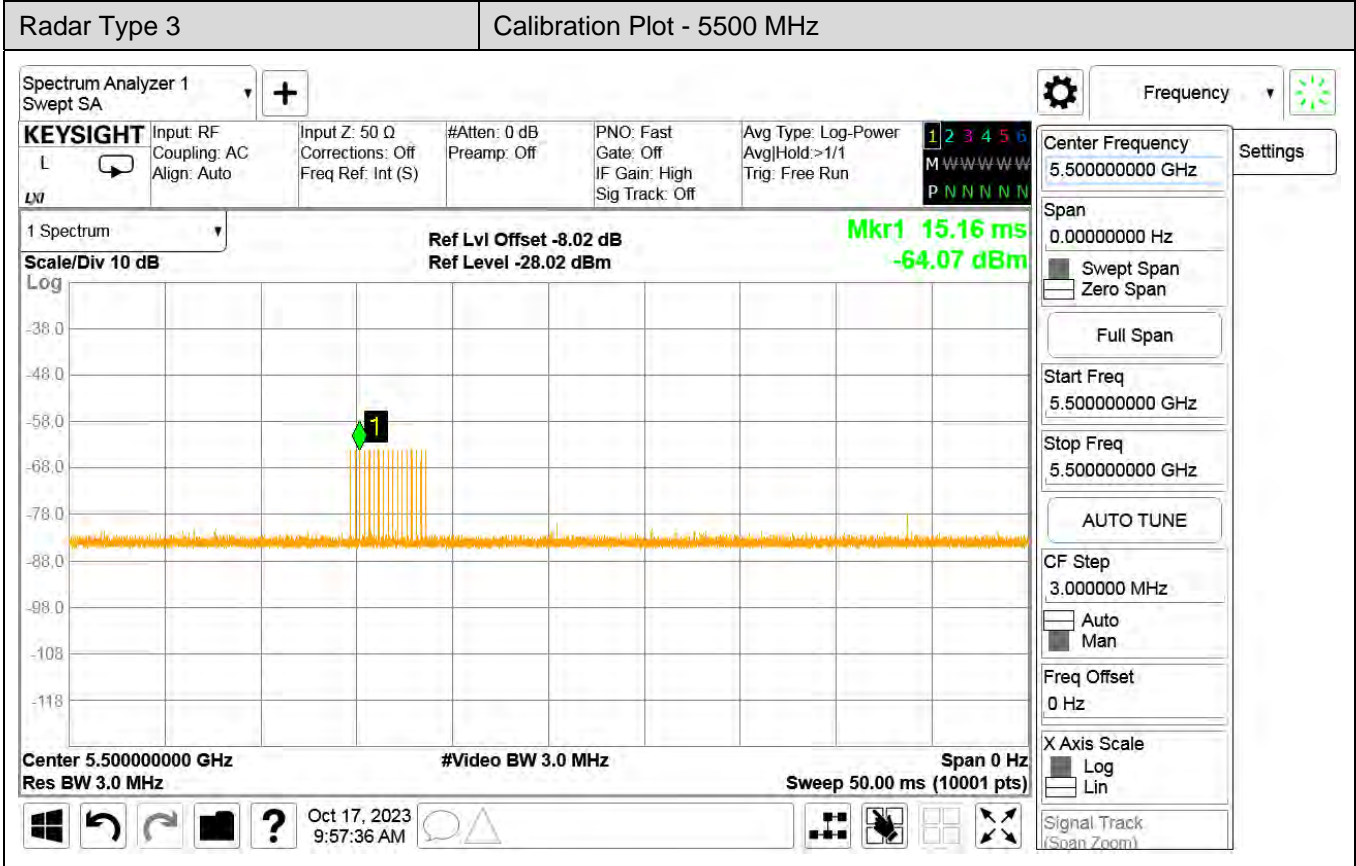 Radar Type 3
Calibration Plot - 5500 MHz
Spectrum Analyzer 1
Swept SA
Frequency
KEYSIGHT
L
LXI
Input: RF
Coupling: AC
Align: Auto
Input Z: 50 Ω
Corrections: Off
Freq Ref: Int (S)
#Atten: 0 dB
Preamp: Off
PNO: Fast
Gate: Off
IF Gain: High
Sig Track: Off
Avg Type: Log-Power
Avg|Hold:>1/1
Trig: Free Run
1 2 3 4 5 6
M W W W W W W
P N N N N N N
Center Frequency
5.500000000 GHz
Settings
Span
0.00000000 Hz
Swept Span
Zero Span
Full Span
Start Freq
5.500000000 GHz
Stop Freq
5.500000000 GHz
AUTO TUNE
CF Step
3.000000 MHz
Auto
Man
Freq Offset
0 Hz
X Axis Scale
Log
Lin
Signal Track
(Span Zoom)
1 Spectrum
Scale/Div 10 dB
Log
Ref Lvl Offset -8.02 dB
Ref Level -28.02 dBm
Mkr1 15.16 ms
-64.07 dBm
-38.0
-48.0
-58.0
1
-68.0
-78.0
-88.0
-98.0
-108
-118
Center 5.500000000 GHz
Res BW 3.0 MHz
#Video BW 3.0 MHz
Span 0 Hz
Sweep 50.00 ms (10001 pts)
?
Oct 17, 2023
9:57:36 AM